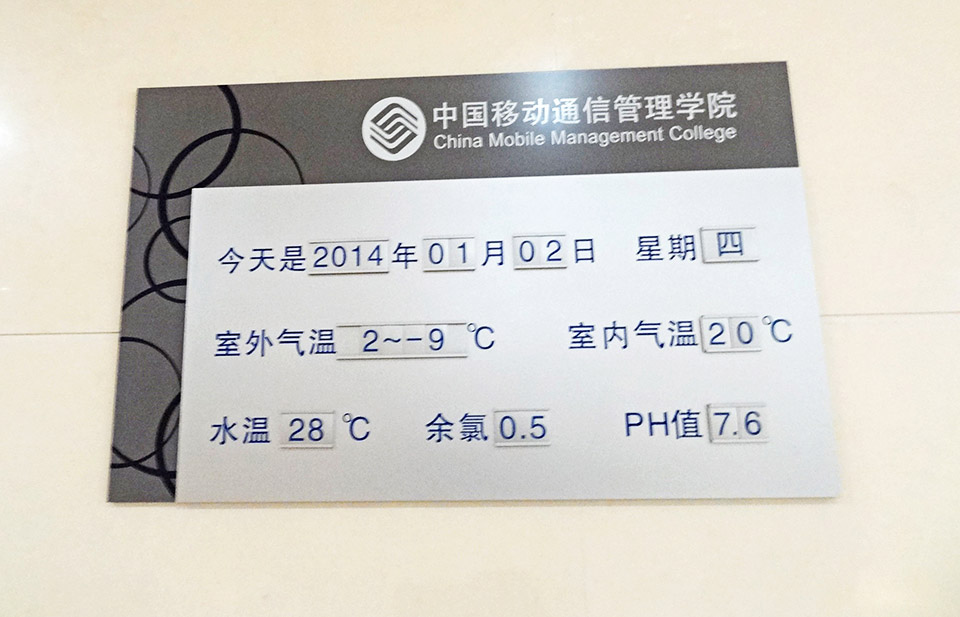 中国移动通信管理学院
China Mobile Management College
今天是2014年01月02日 星期四
室外气温 2~-9℃ 室内气温20℃
水温 28 ℃ 余氯0.5 PH值7.6